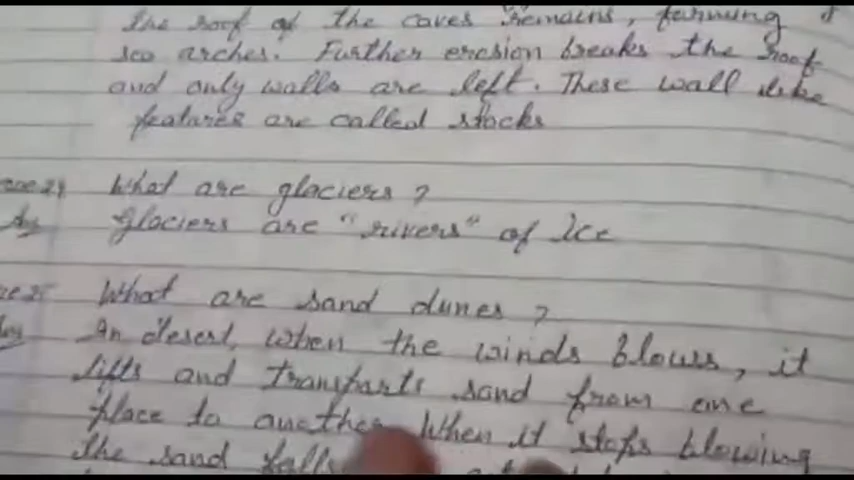 the roof of the caves remains, forming
sea arches. Further erosion breaks the roof
and only walls are left. These wall like
features are called stacks
What are glaciers ?
Ans Glaciers are "rivers" of Ice
What are sand dunes ?
In desert, when the winds blows, it
lifts and transparts sand from one
place to another When it stops blowing
the sand falls